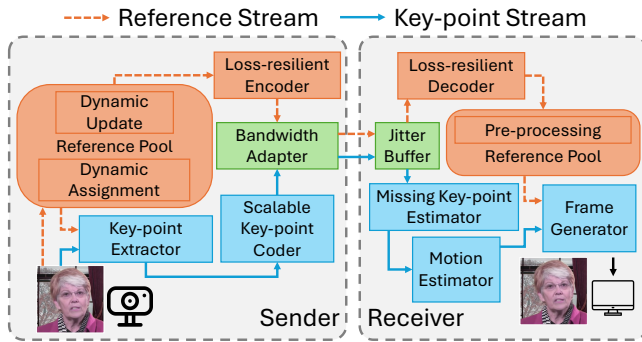 Reference Stream
Key-point Stream
Loss-resilient
Encoder
Dynamic
Update
Reference Pool
Dynamic
Assignment
Bandwidth
Adapter
Key-point
Extractor
Scalable
Key-point
Coder
Sender
Loss-resilient
Decoder
Jitter
Buffer
Pre-processing
Reference Pool
Missing Key-point
Estimator
Frame
Generator
Motion
Estimator
Receiver